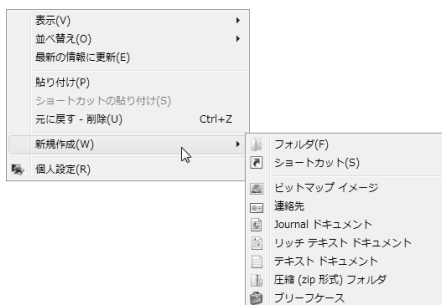 表示(V)
並べ替え(O)
最新の情報に更新(E)
貼り付け(P)
ショートカットの貼り付け(S)
元に戻す - 削除(U) Ctrl+Z
新規作成(W)
個人設定(R)
フォルダ(F)
ショートカット(S)
ビットマップ イメージ
連絡先
Journal ドキュメント
リッチ テキスト ドキュメント
テキスト ドキュメント
圧縮 (zip 形式) フォルダ
ブリーフケース